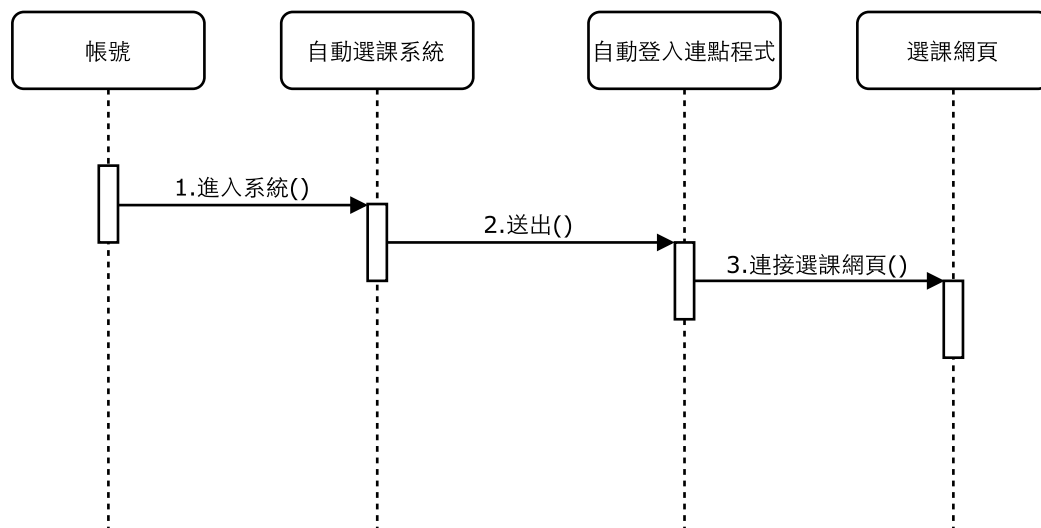 帳號
自動選課系統
自動登入連點程式
選課網頁
1.進入系統()
2.送出()
3.連接選課網頁()